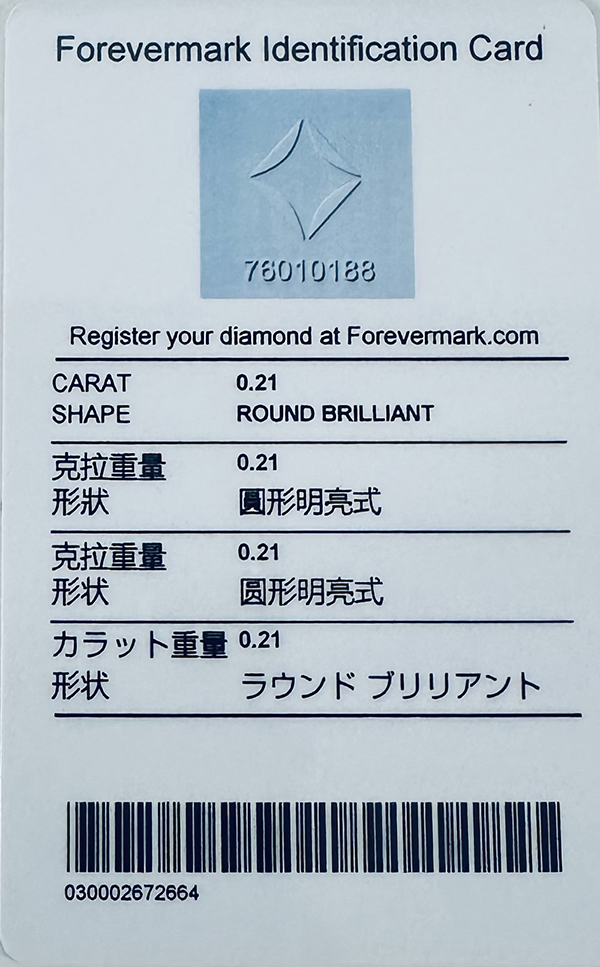 Forevermark Identification Card
76010188
Register your diamond at Forevermark.com
CARAT 0.21
SHAPE ROUND BRILLIANT
克拉重量 0.21
形狀 圓形明亮式
克拉重量 0.21
形状 圆形明亮式
カラット重量 0.21
形状 ラウンド ブリリアント
030002672664